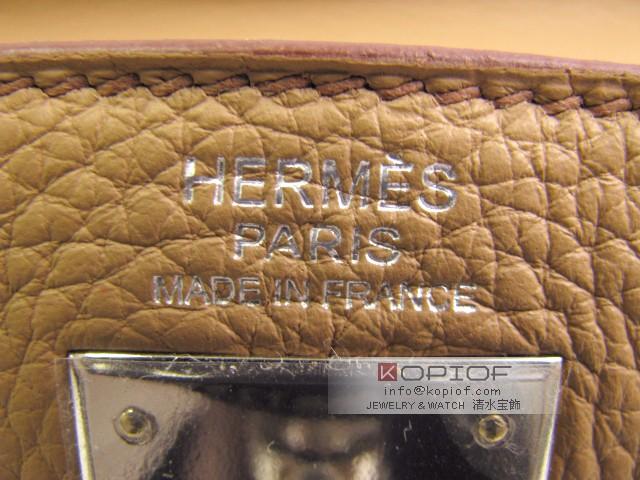 HERMÈS
PARIS
MADE IN FRANCE
KOPIOF
info@kopiof.com
JEWELRY & WATCH 清水宝飾